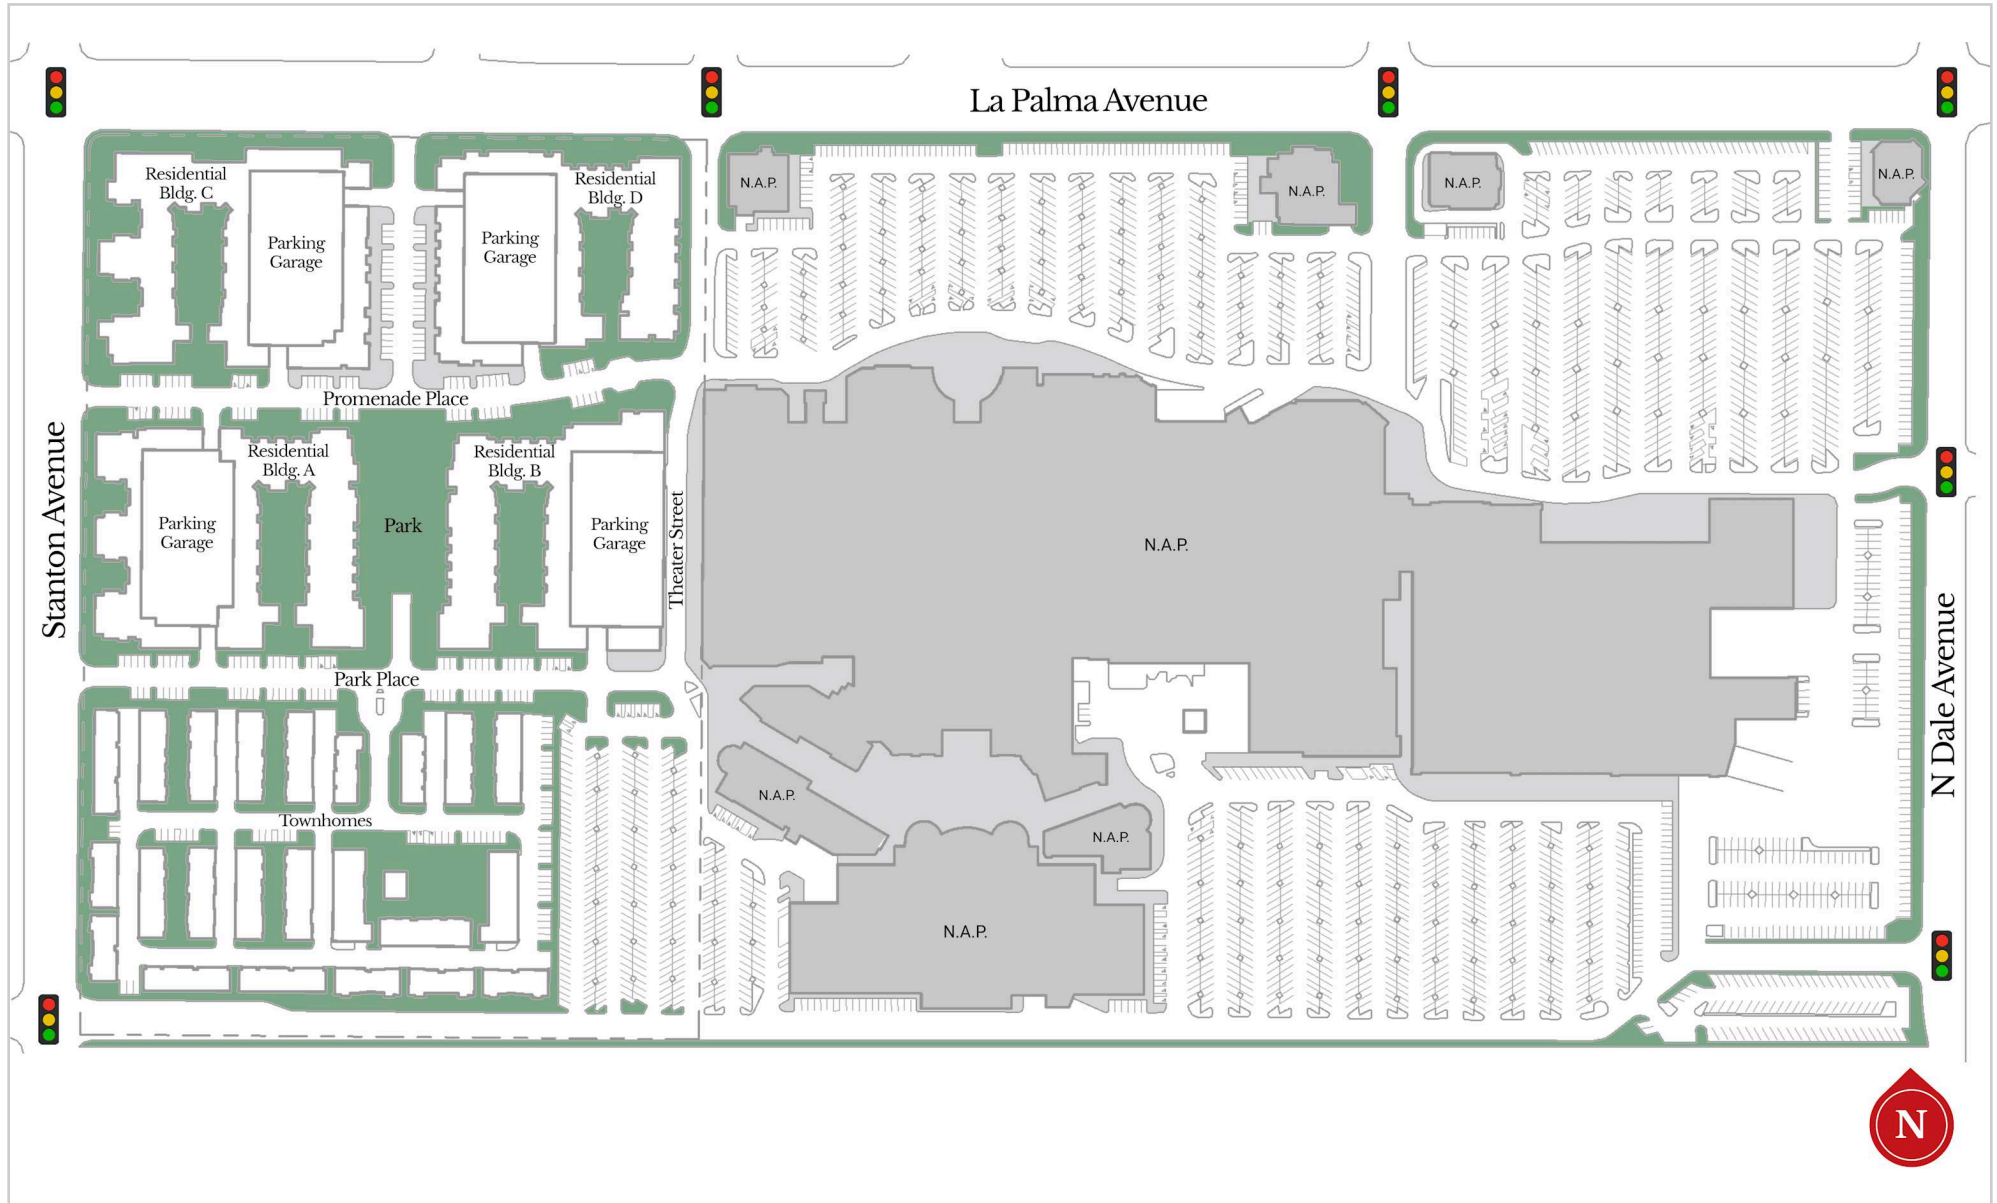 La Palma Avenue
Residential
Bldg. C
Parking
Garage
Parking
Garage
Residential
Bldg. D
N.A.P.
N.A.P.
N.A.P.
N.A.P.
Promenade Place
Stanton Avenue
Residential
Bldg. A
Residential
Bldg. B
Parking
Garage
Park
Parking
Garage
Theater Street
N.A.P.
Park Place
N Dale Avenue
N.A.P.
Townhomes
N.A.P.
N.A.P.
N